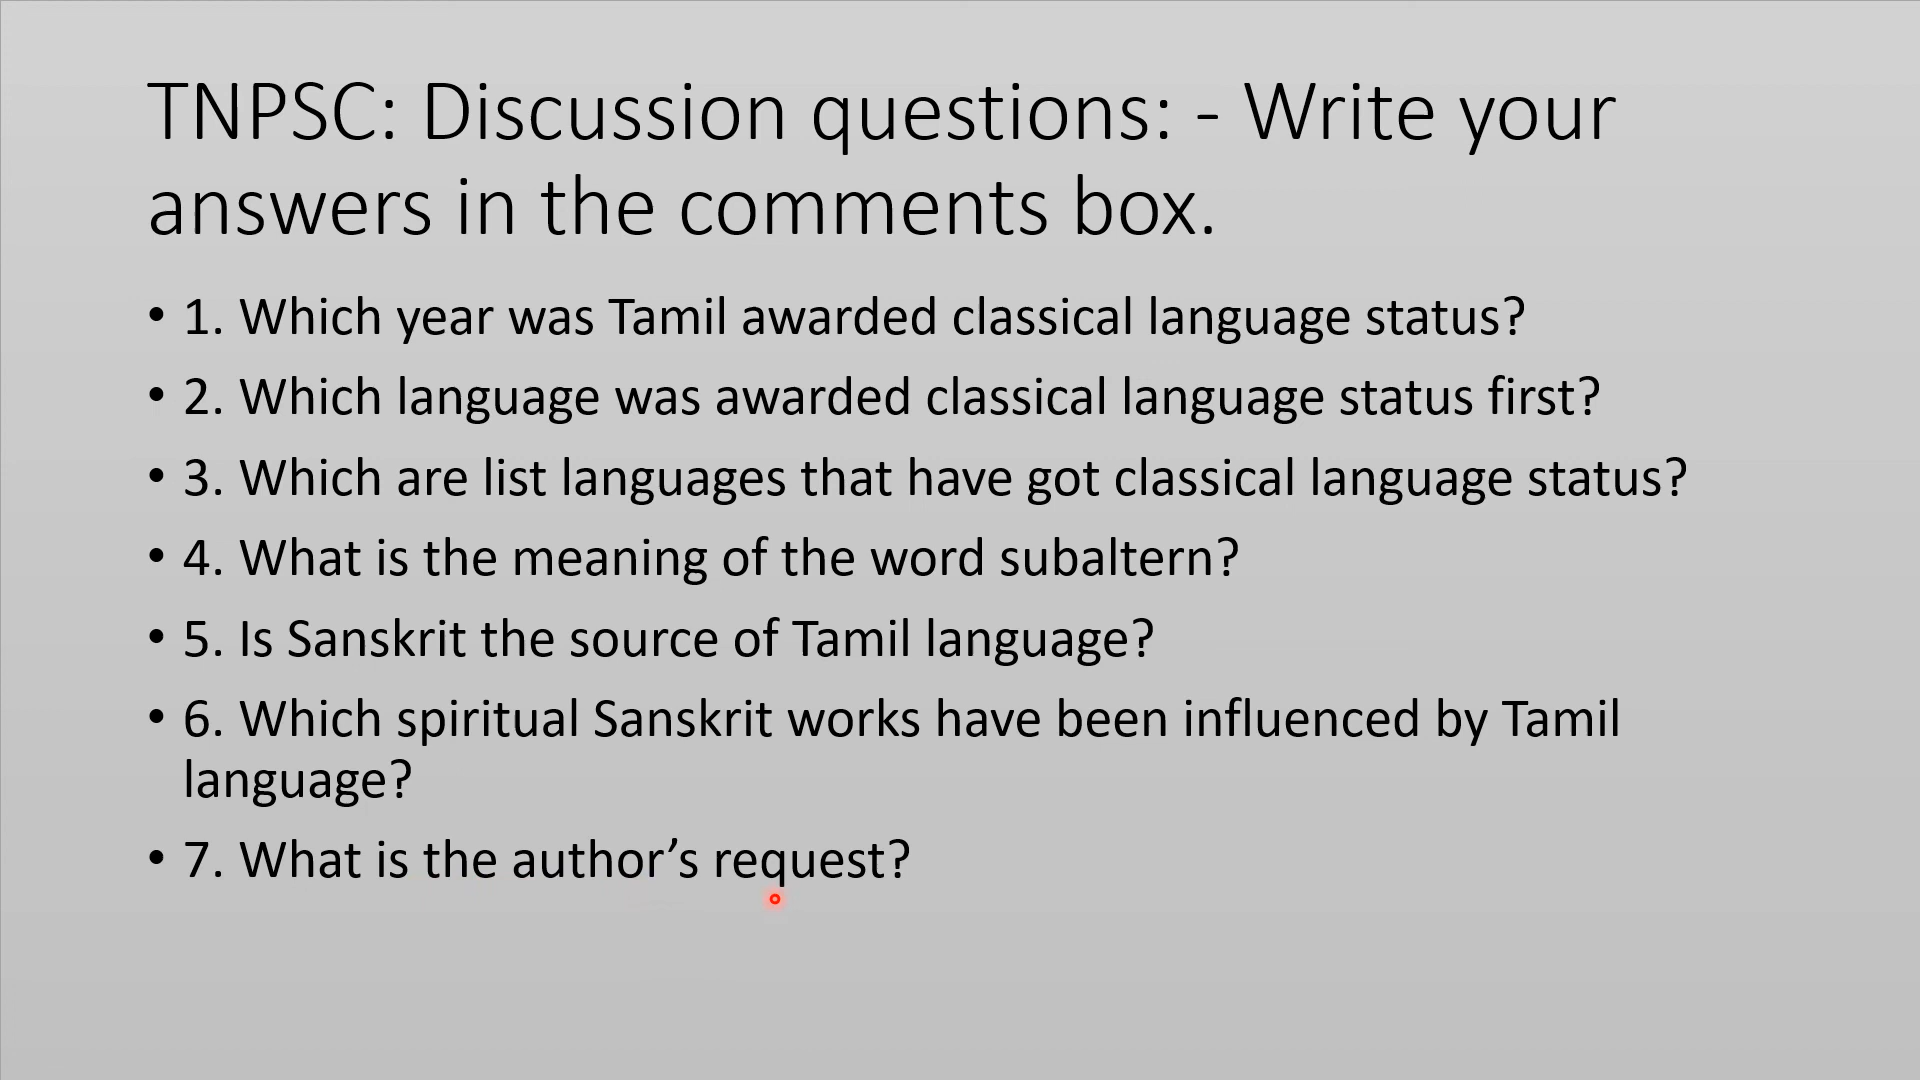 TNPSC: Discussion questions: - Write your
answers in the comments box.
• 1. Which year was Tamil awarded classical language status?
• 2. Which language was awarded classical language status first?
• 3. Which are list languages that have got classical language status?
• 4. What is the meaning of the word subaltern?
• 5. Is Sanskrit the source of Tamil language?
• 6. Which spiritual Sanskrit works have been influenced by Tamil
language?
• 7. What is the author’s request?